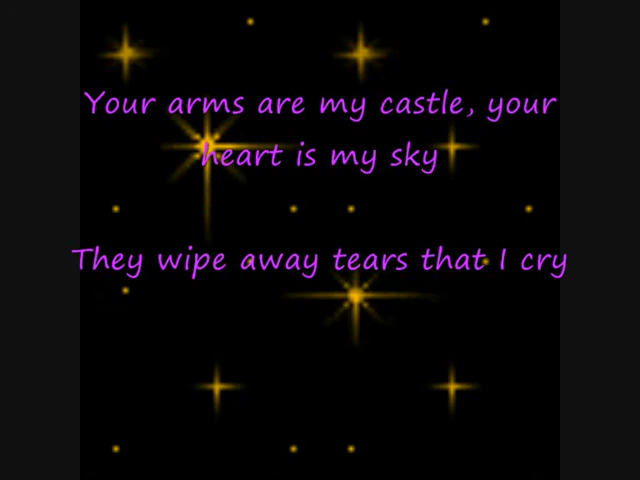 Your arms are my castle, your
heart is my sky
They wipe away tears that I cry